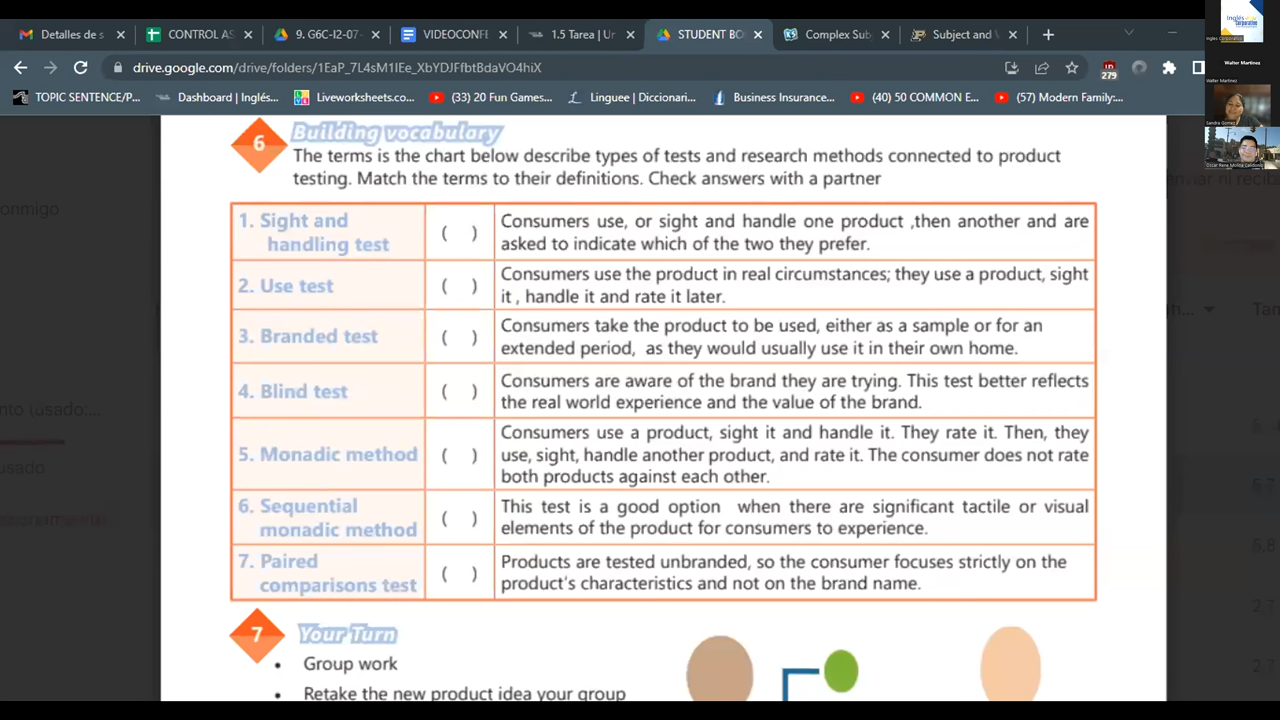 Detalles de s
CONTROL AS
9. G6C-I2-07-
VIDEOCONFE
1.5 Tarea | Ur
STUDENT BO
Complex Sub
Subject and V
drive.google.com/drive/folders/1EaP_7L4sM1IEe_XbYDJFfbtBdaVO4hiX
279
TOPIC SENTENCE/P...
Dashboard | Inglés...
Liveworksheets.co...
(33) 20 Fun Games...
Linguee | Diccionari...
Business Insurance...
(40) 50 COMMON E...
(57) Modern Family:...
Inglés
Corporativo
Ingles Corporativo
Walter Martinez
Walter Martinez
Sandra Gomez
6 Building vocabulary
The terms is the chart below describe types of tests and research methods connected to product
testing. Match the terms to their definitions. Check answers with a partner
1. Sight and
handling test
( )
Consumers use, or sight and handle one product ,then another and are
asked to indicate which of the two they prefer.
2. Use test
( )
Consumers use the product in real circumstances; they use a product, sight
it , handle it and rate it later.
3. Branded test
( )
Consumers take the product to be used, either as a sample or for an
extended period, as they would usually use it in their own home.
4. Blind test
( )
Consumers are aware of the brand they are trying. This test better reflects
the real world experience and the value of the brand.
5. Monadic method
( )
Consumers use a product, sight it and handle it. They rate it. Then, they
use, sight, handle another product, and rate it. The consumer does not rate
both products against each other.
6. Sequential
monadic method
( )
This test is a good option when there are significant tactile or visual
elements of the product for consumers to experience.
7. Paired
comparisons test
( )
Products are tested unbranded, so the consumer focuses strictly on the
product's characteristics and not on the brand name.
7 Your Turn
• Group work
• Retake the new product idea your group
onmigo
nto (usado:...
usado